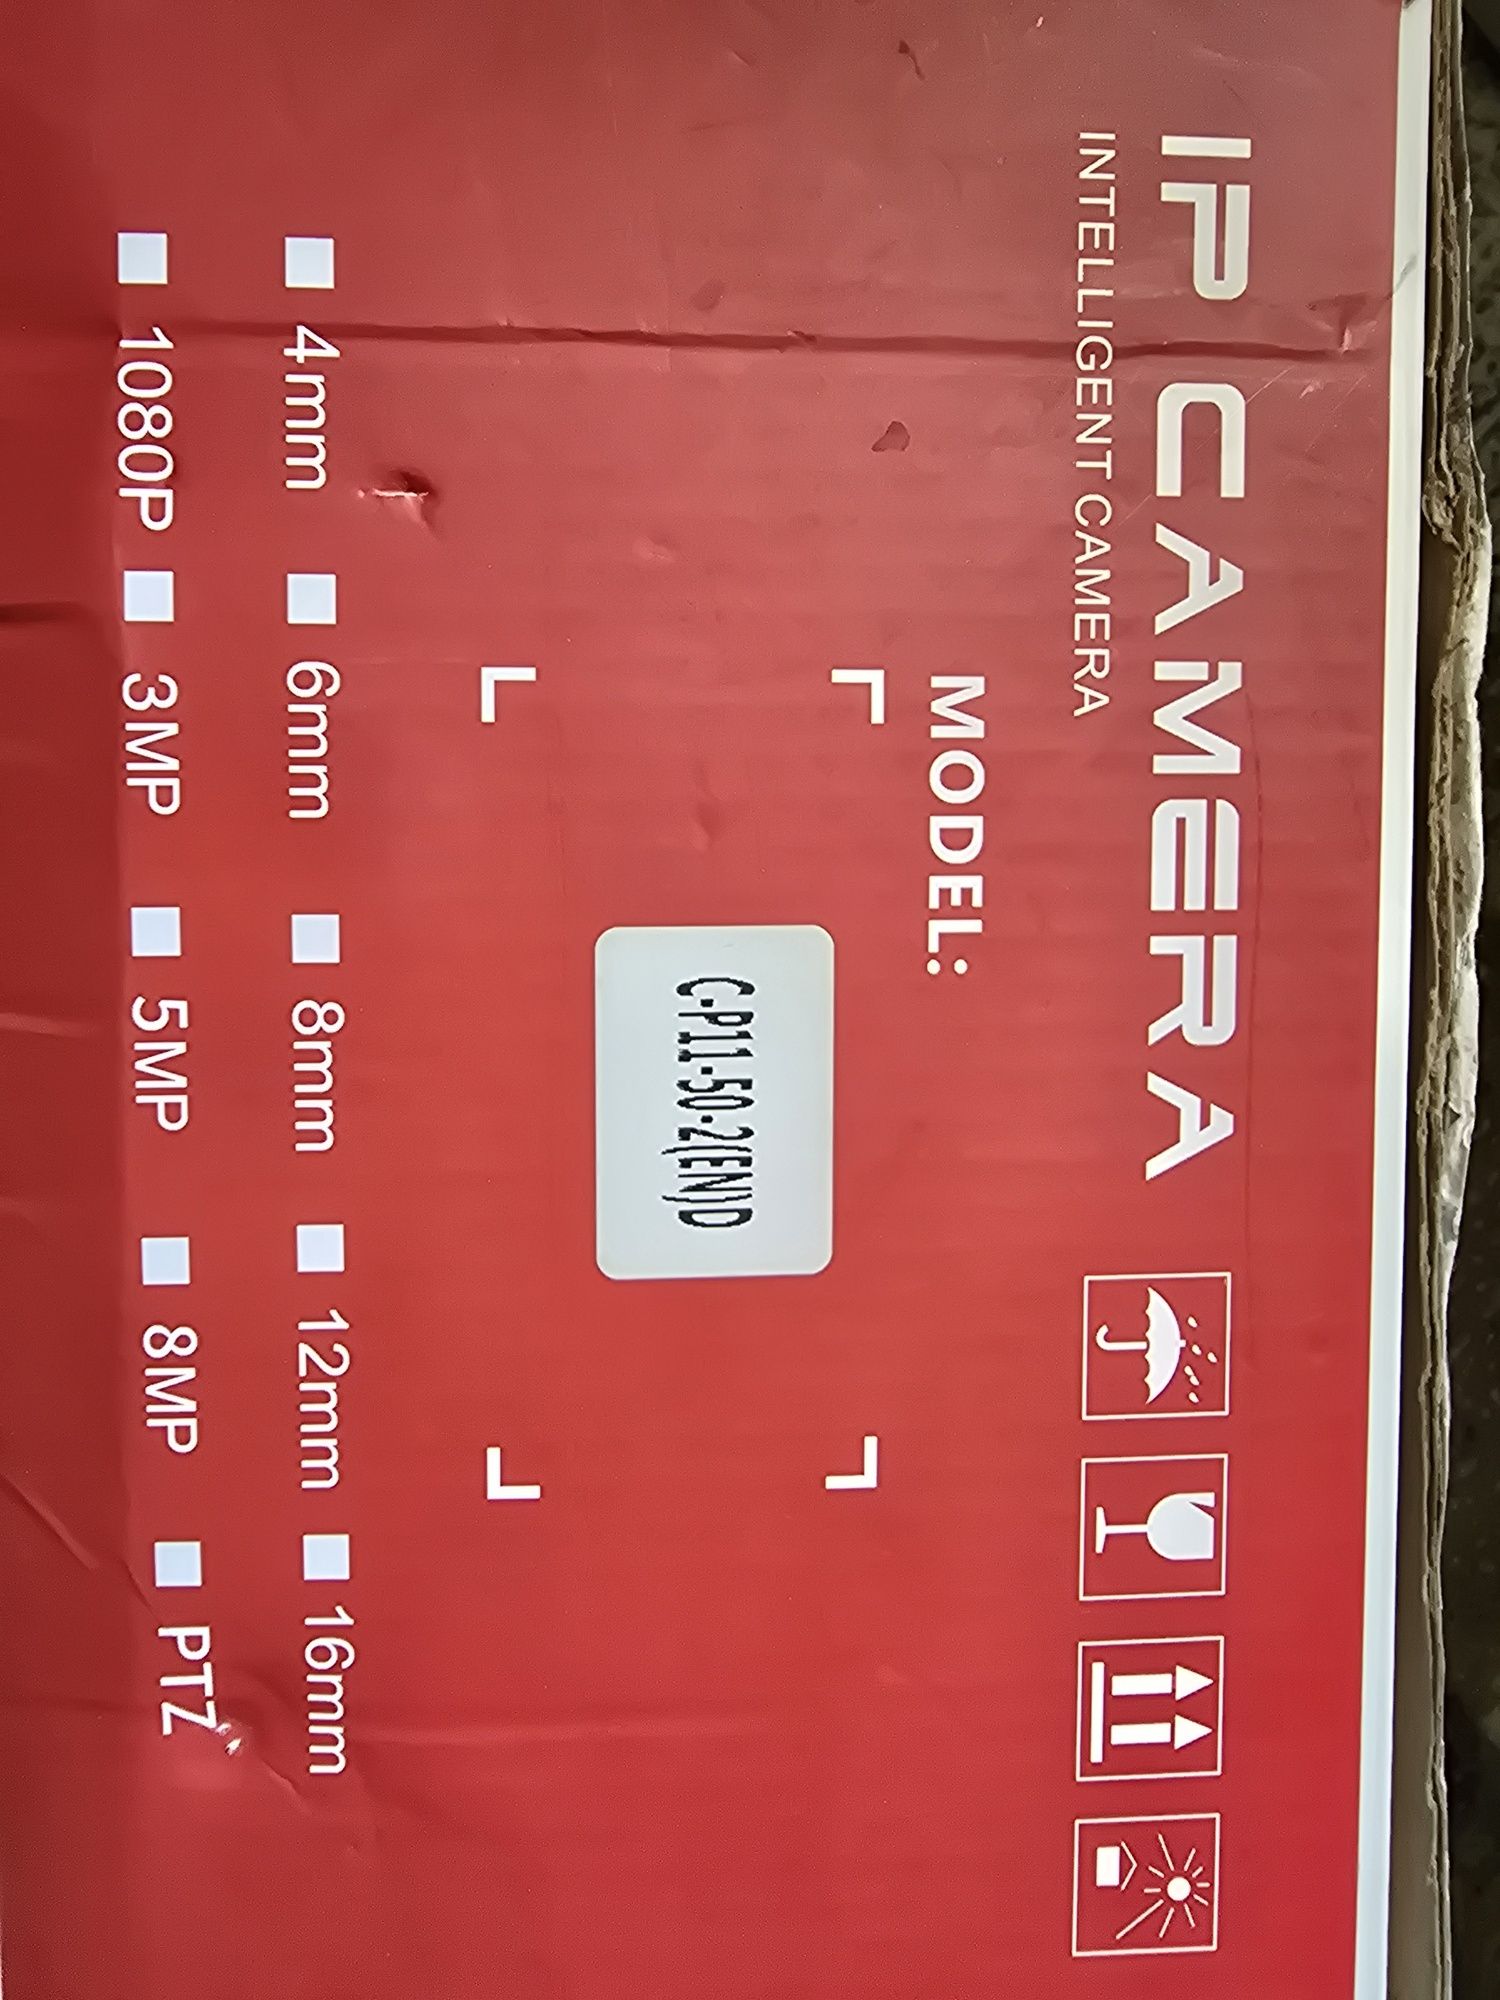 IP CAMERA
INTELLIGENT CAMERA
MODEL:
C-P11-50-2(EN)D
4mm 6mm 8mm 12mm 16mm
1080P 3MP 5MP 8MP PTZ